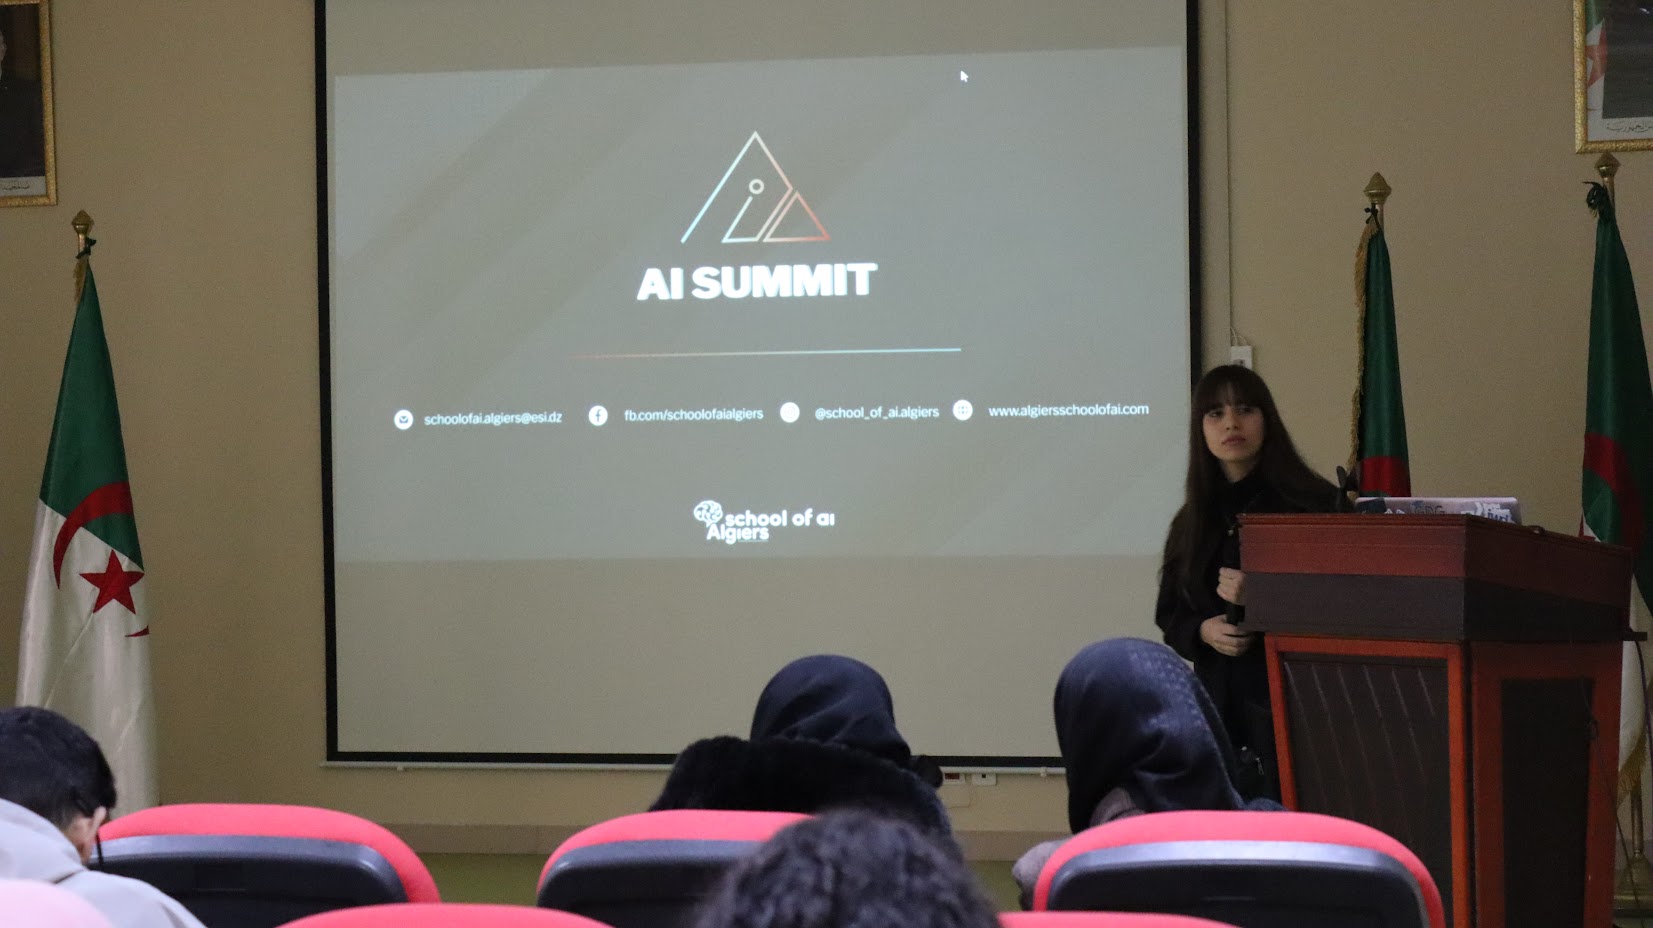 AI SUMMIT
schoolofai.algiers@esi.dz fb.com/schoolofaialgiers @school_of_ai.algiers www.algiersschoolofai.com
school of ai
Algiers